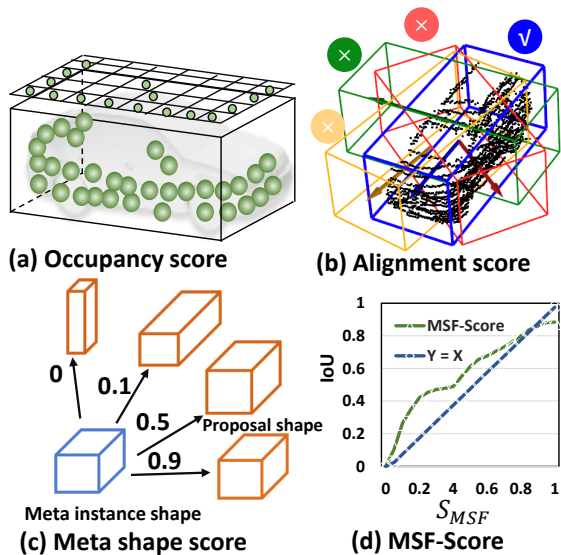 ×
×
√
×
(a) Occupancy score
(b) Alignment score
0
0.1
0.5
Proposal shape
0.9
Meta instance shape
(c) Meta shape score
1
0.8
0.6
0.4
0.2
0
IoU
MSF-Score
Y = X
0 0.2 0.4 0.6 0.8 1
S_MSF
(d) MSF-Score